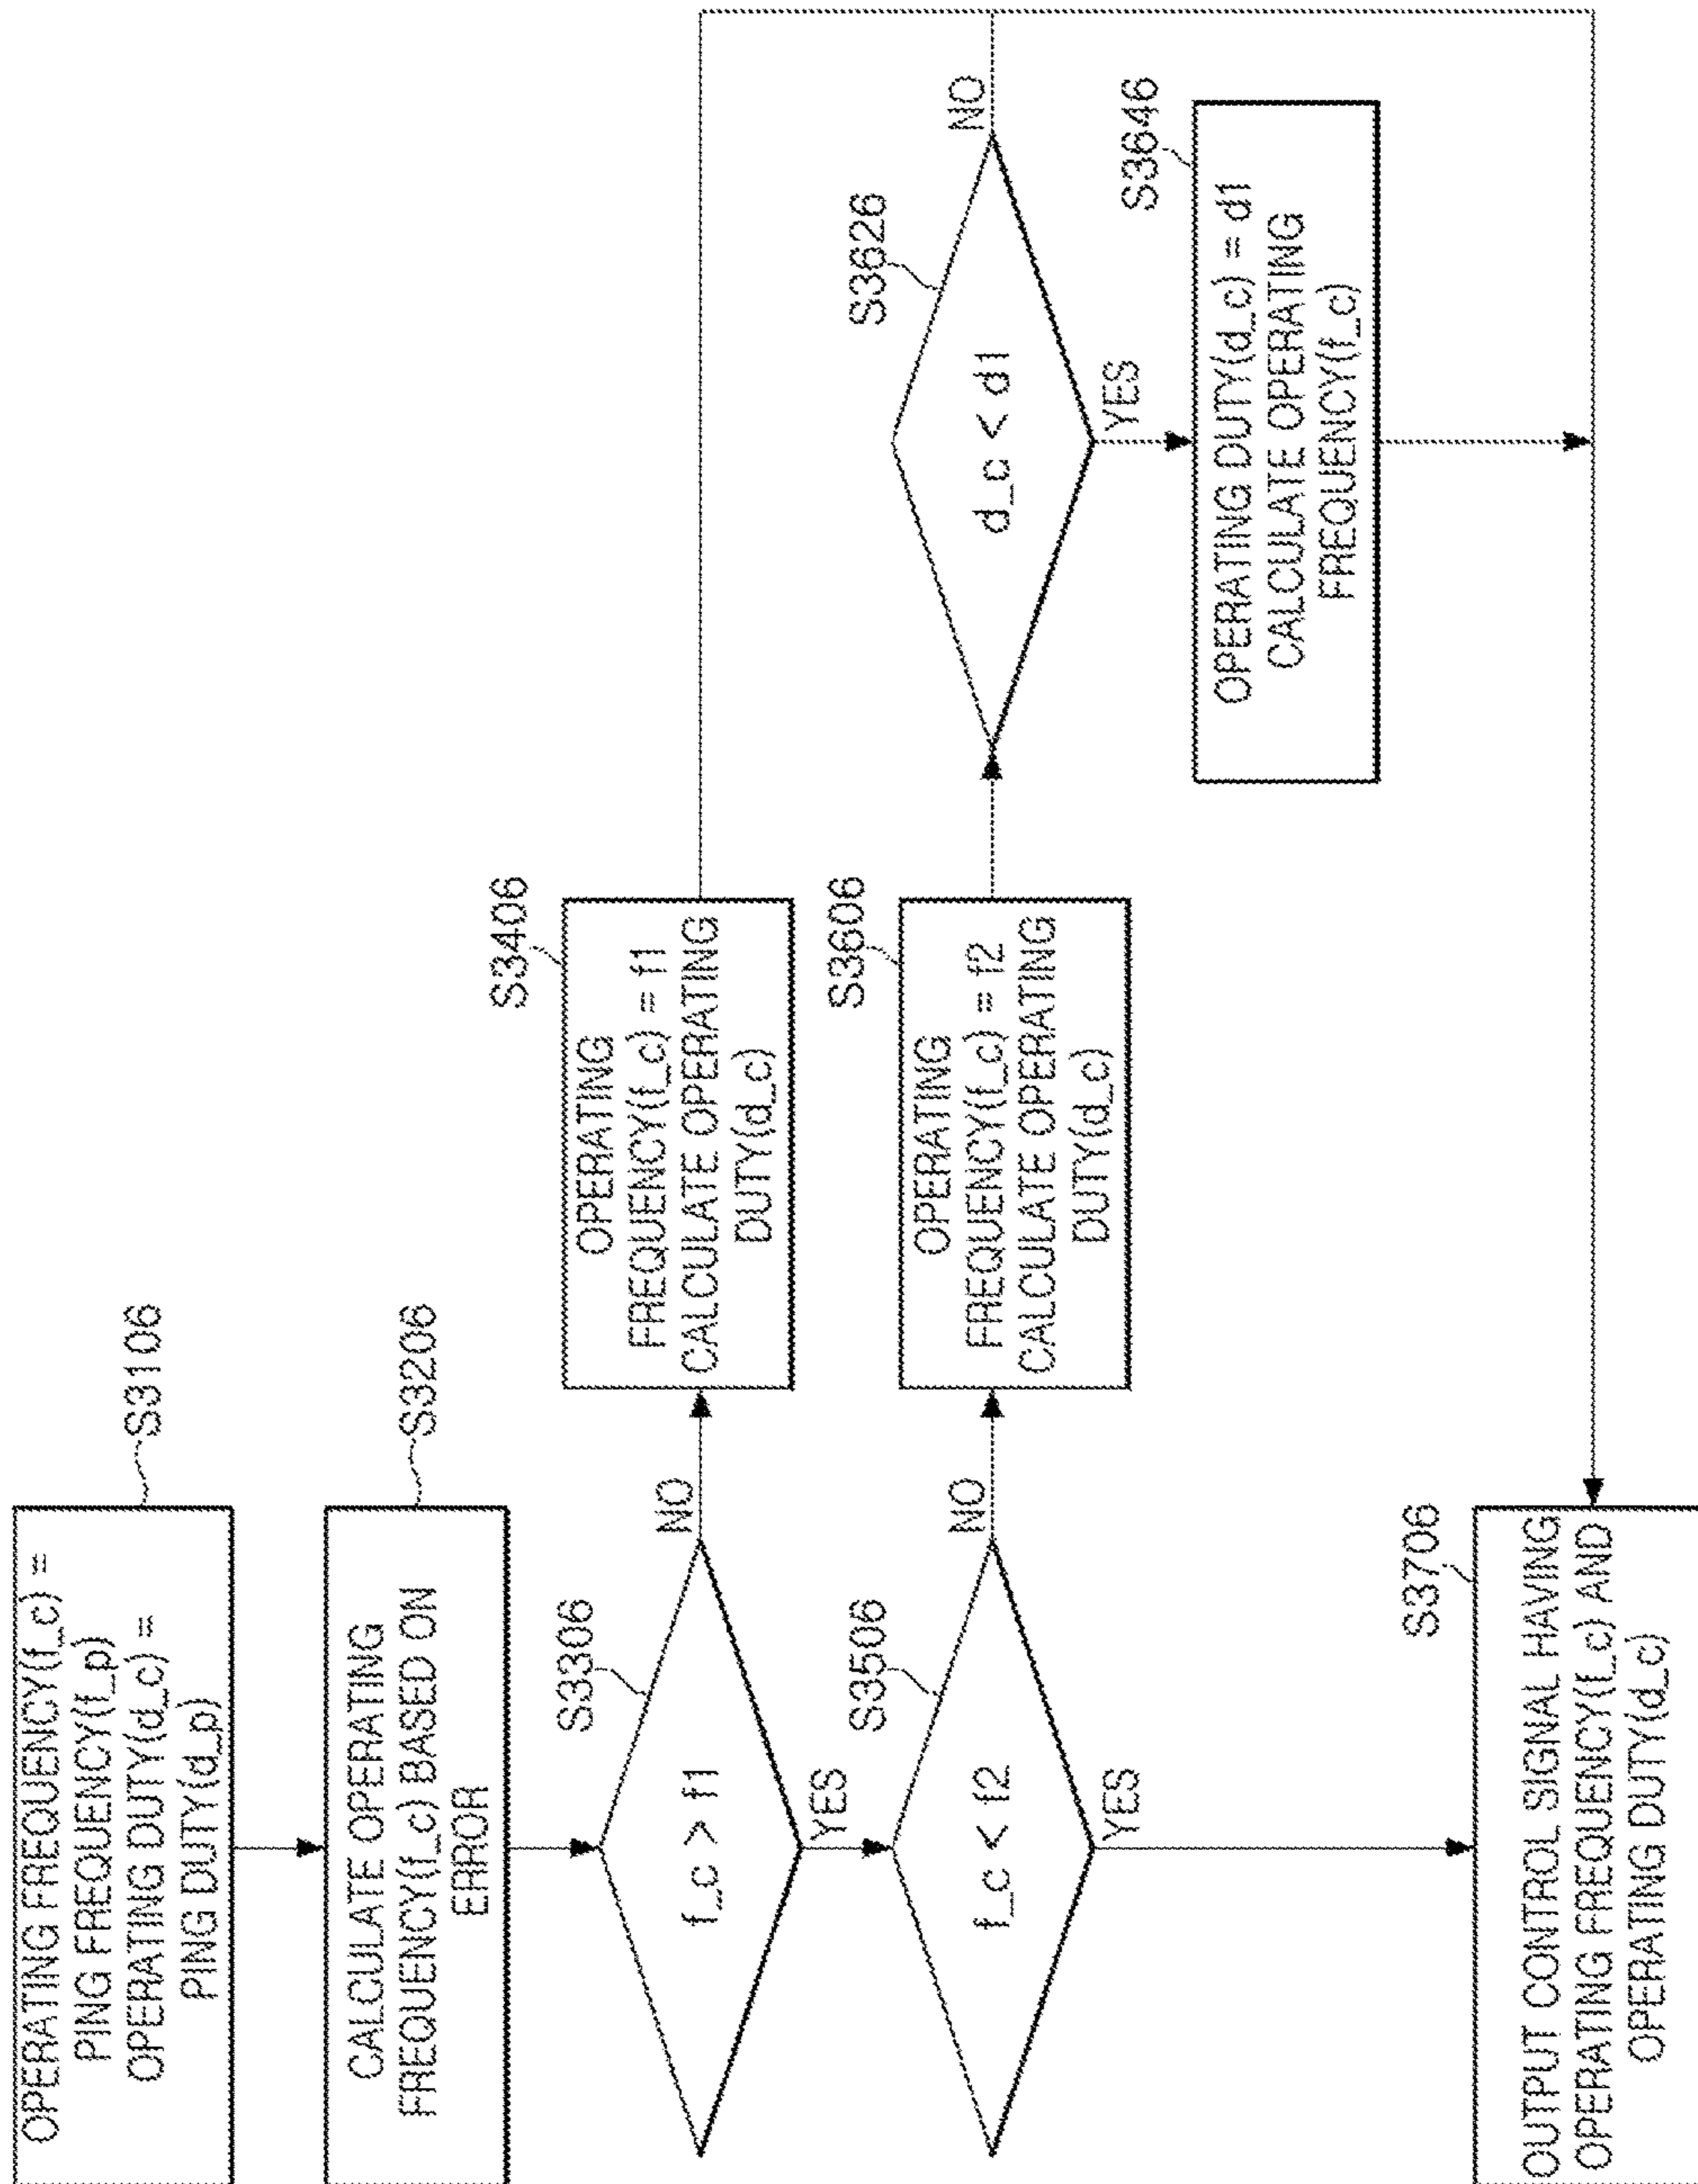 OPERATING FREQUENCY(f_c) =
PING FREQUENCY(f_p)
OPERATING DUTY(d_c) =
PING DUTY(d_p)
S3106
CALCULATE OPERATING
FREQUENCY(f_c) BASED ON
ERROR
S3206
f_c > f1
S3306
NO
YES
OPERATING
FREQUENCY(f_c) = f1
CALCULATE OPERATING
DUTY(d_c)
S3406
f_c < f2
S3506
NO
YES
OPERATING
FREQUENCY(f_c) = f2
CALCULATE OPERATING
DUTY(d_c)
S3606
d_c < d1
S3626
NO
YES
OPERATING DUTY(d_c) = d1
CALCULATE OPERATING
FREQUENCY(f_c)
S3646
OUTPUT CONTROL SIGNAL HAVING
OPERATING FREQUENCY(f_c) AND
OPERATING DUTY(d_c)
S3706